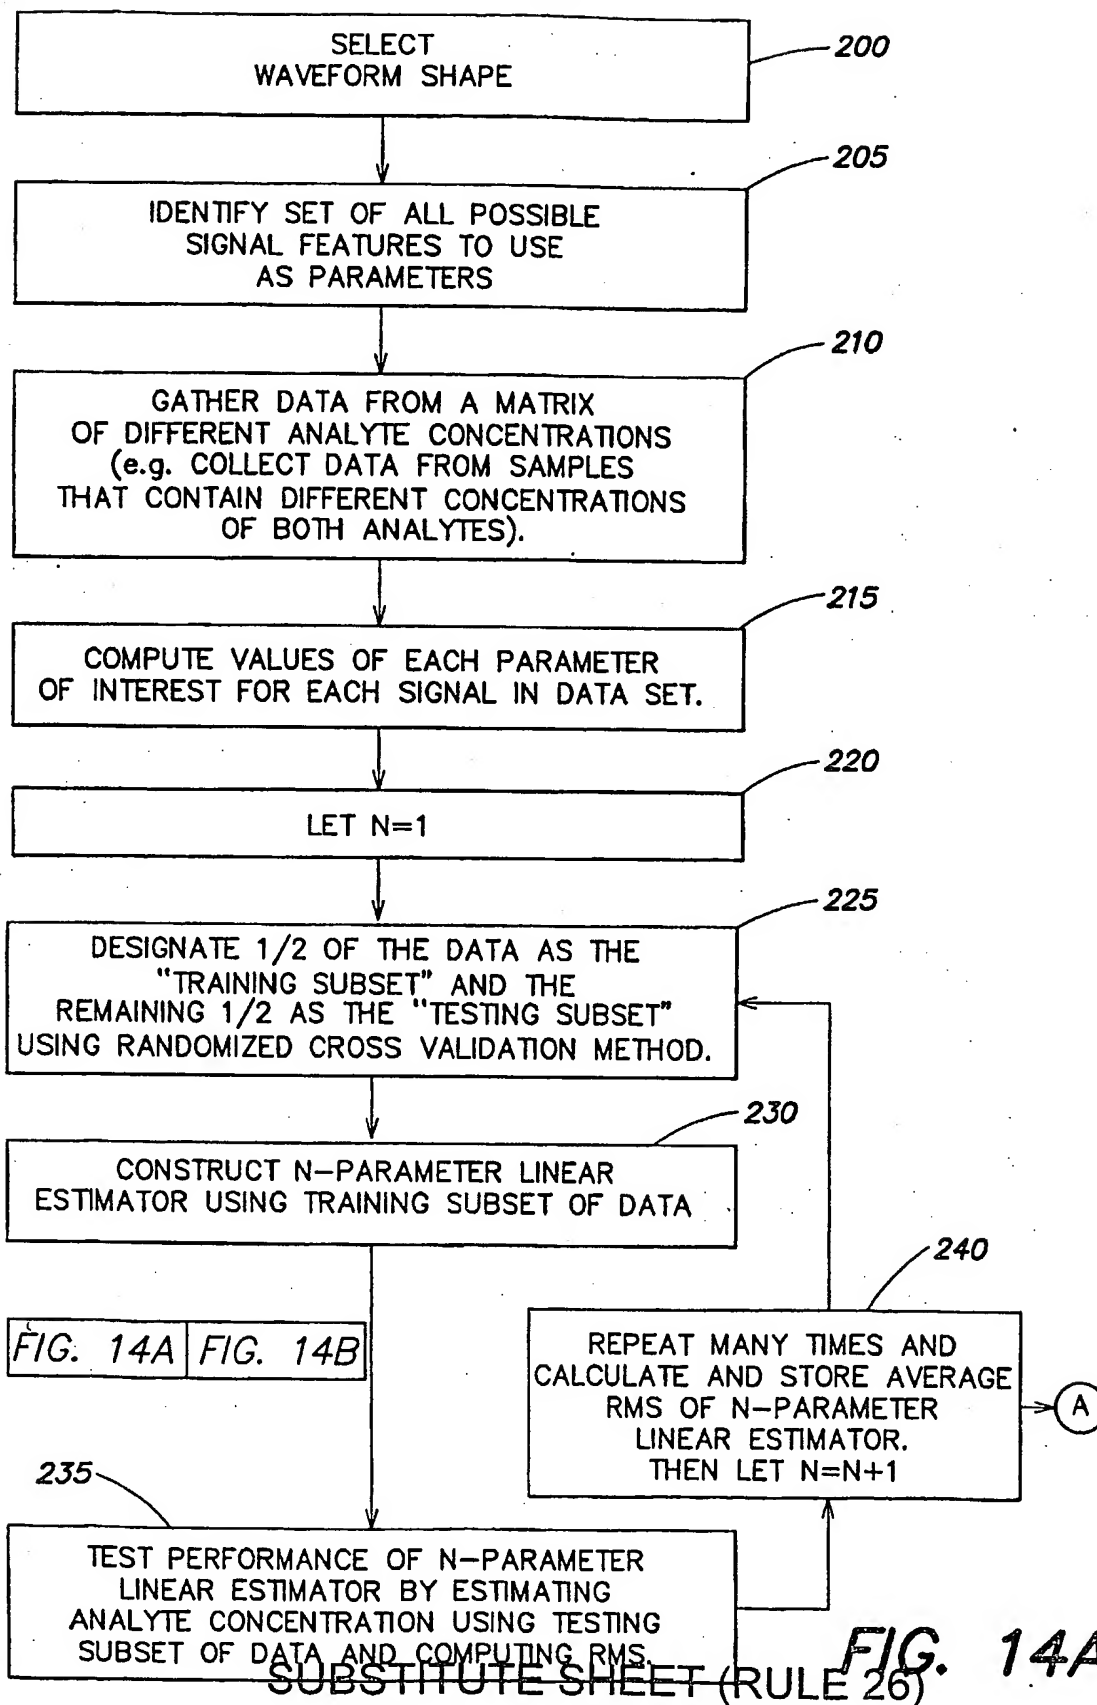 SELECT
WAVEFORM SHAPE
200
205
IDENTIFY SET OF ALL POSSIBLE
SIGNAL FEATURES TO USE
AS PARAMETERS
210
GATHER DATA FROM A MATRIX
OF DIFFERENT ANALYTE CONCENTRATIONS
(e.g. COLLECT DATA FROM SAMPLES
THAT CONTAIN DIFFERENT CONCENTRATIONS
OF BOTH ANALYTES).
215
COMPUTE VALUES OF EACH PARAMETER
OF INTEREST FOR EACH SIGNAL IN DATA SET.
220
LET N=1
225
DESIGNATE 1/2 OF THE DATA AS THE
"TRAINING SUBSET" AND THE
REMAINING 1/2 AS THE "TESTING SUBSET"
USING RANDOMIZED CROSS VALIDATION METHOD.
230
CONSTRUCT N-PARAMETER LINEAR
ESTIMATOR USING TRAINING SUBSET OF DATA
240
REPEAT MANY TIMES AND
CALCULATE AND STORE AVERAGE
RMS OF N-PARAMETER
LINEAR ESTIMATOR.
THEN LET N=N+1
A
FIG. 14A FIG. 14B
235
TEST PERFORMANCE OF N-PARAMETER
LINEAR ESTIMATOR BY ESTIMATING
ANALYTE CONCENTRATION USING TESTING
SUBSET OF DATA AND COMPUTING RMS.
FIG. 14A
SUBSTITUTE SHEET (RULE 26)